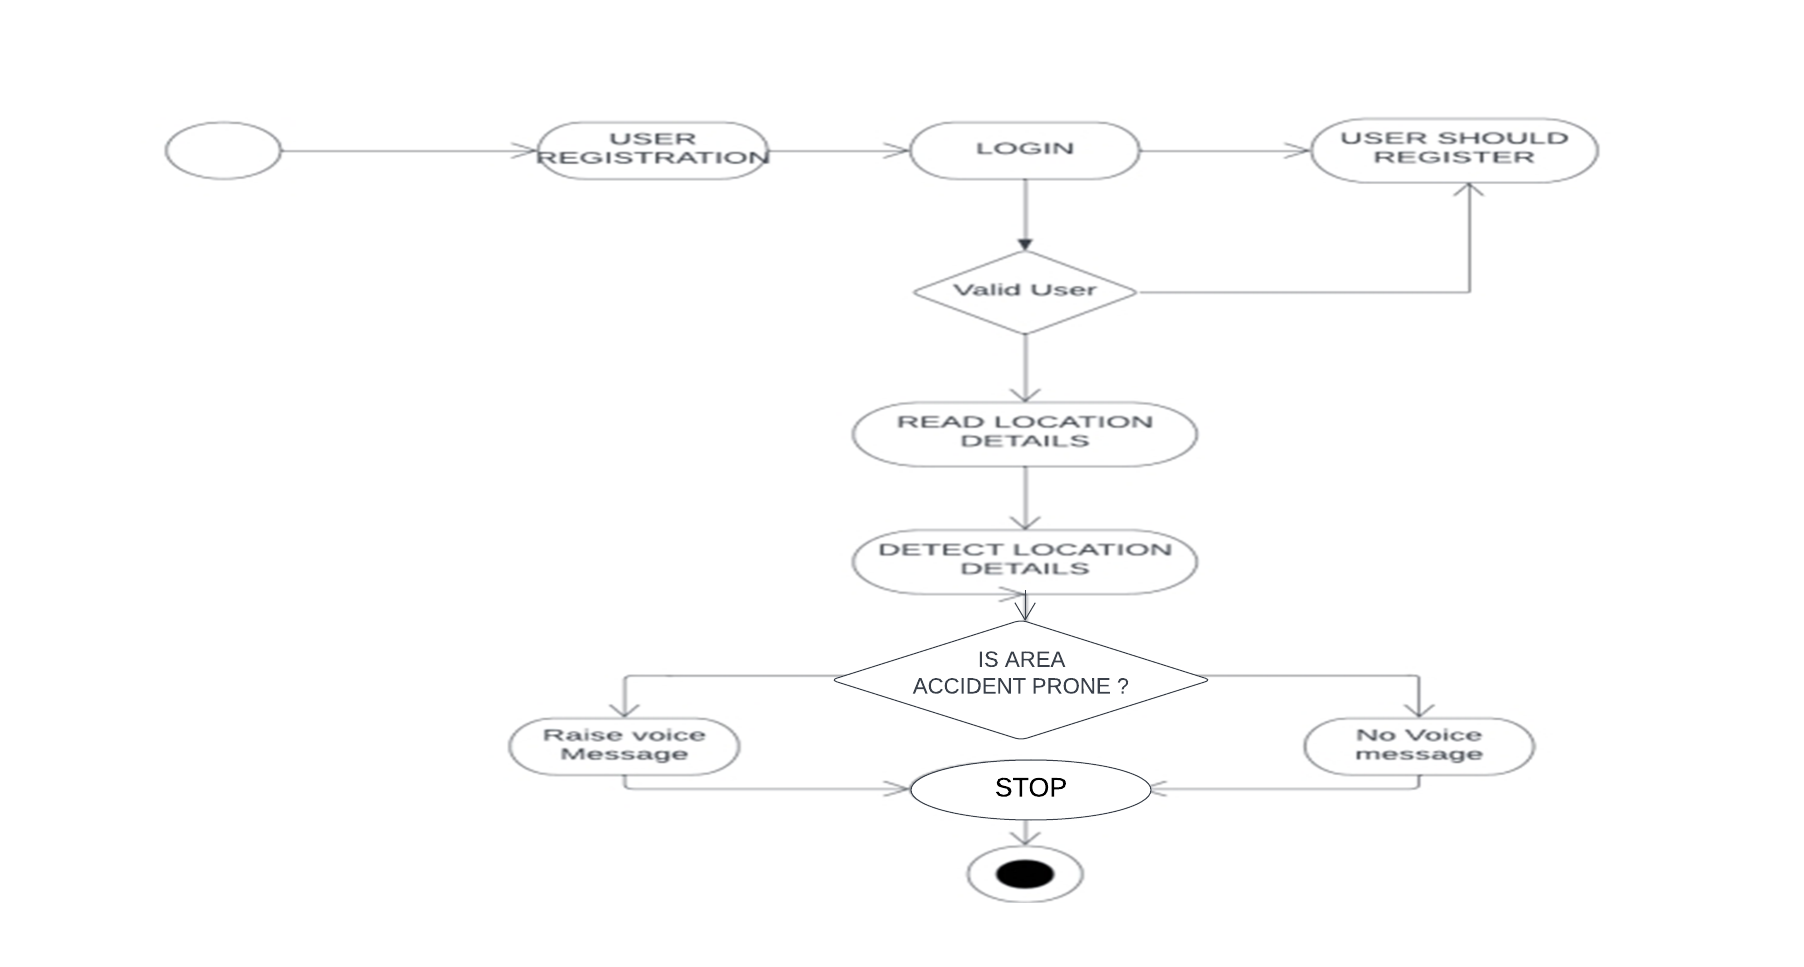 USER
REGISTRATION
LOGIN
USER SHOULD
REGISTER
Valid User
READ LOCATION
DETAILS
DETECT LOCATION
DETAILS
IS AREA
ACCIDENT PRONE ?
Raise voice
Message
No Voice
message
STOP